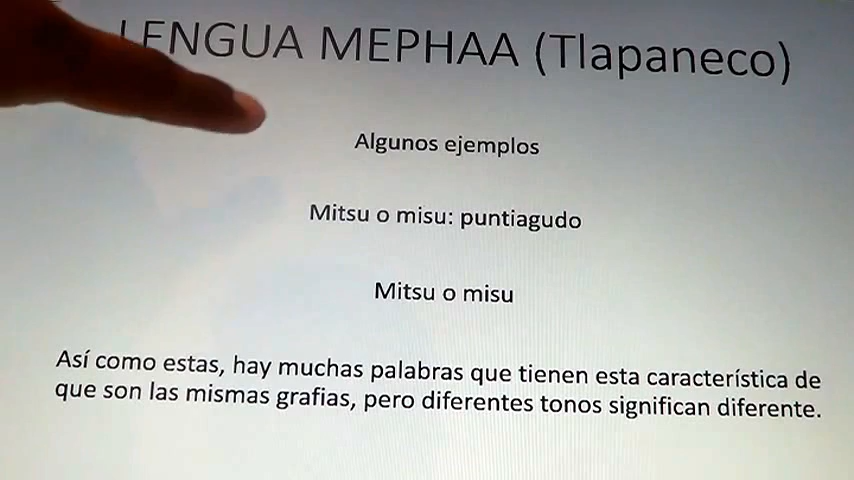 LENGUA MEPHAA (Tlapaneco)
Algunos ejemplos
Mitsu o misu: puntiagudo
Mitsu o misu
Así como estas, hay muchas palabras que tienen esta característica de
que son las mismas grafias, pero diferentes tonos significan diferente.